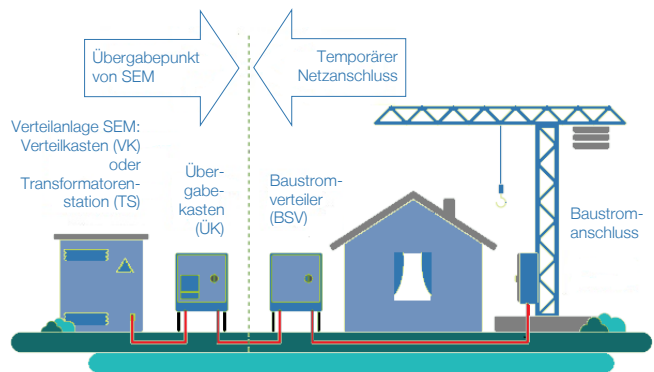 Übergabepunkt
von SEM
Temporärer
Netzanschluss
Verteilanlage SEM:
Verteilkasten (VK)
oder
Transformatoren-
station (TS)
Über-
gabe-
kasten
(ÜK)
Baustrom-
verteiler
(BSV)
Baustrom-
anschluss